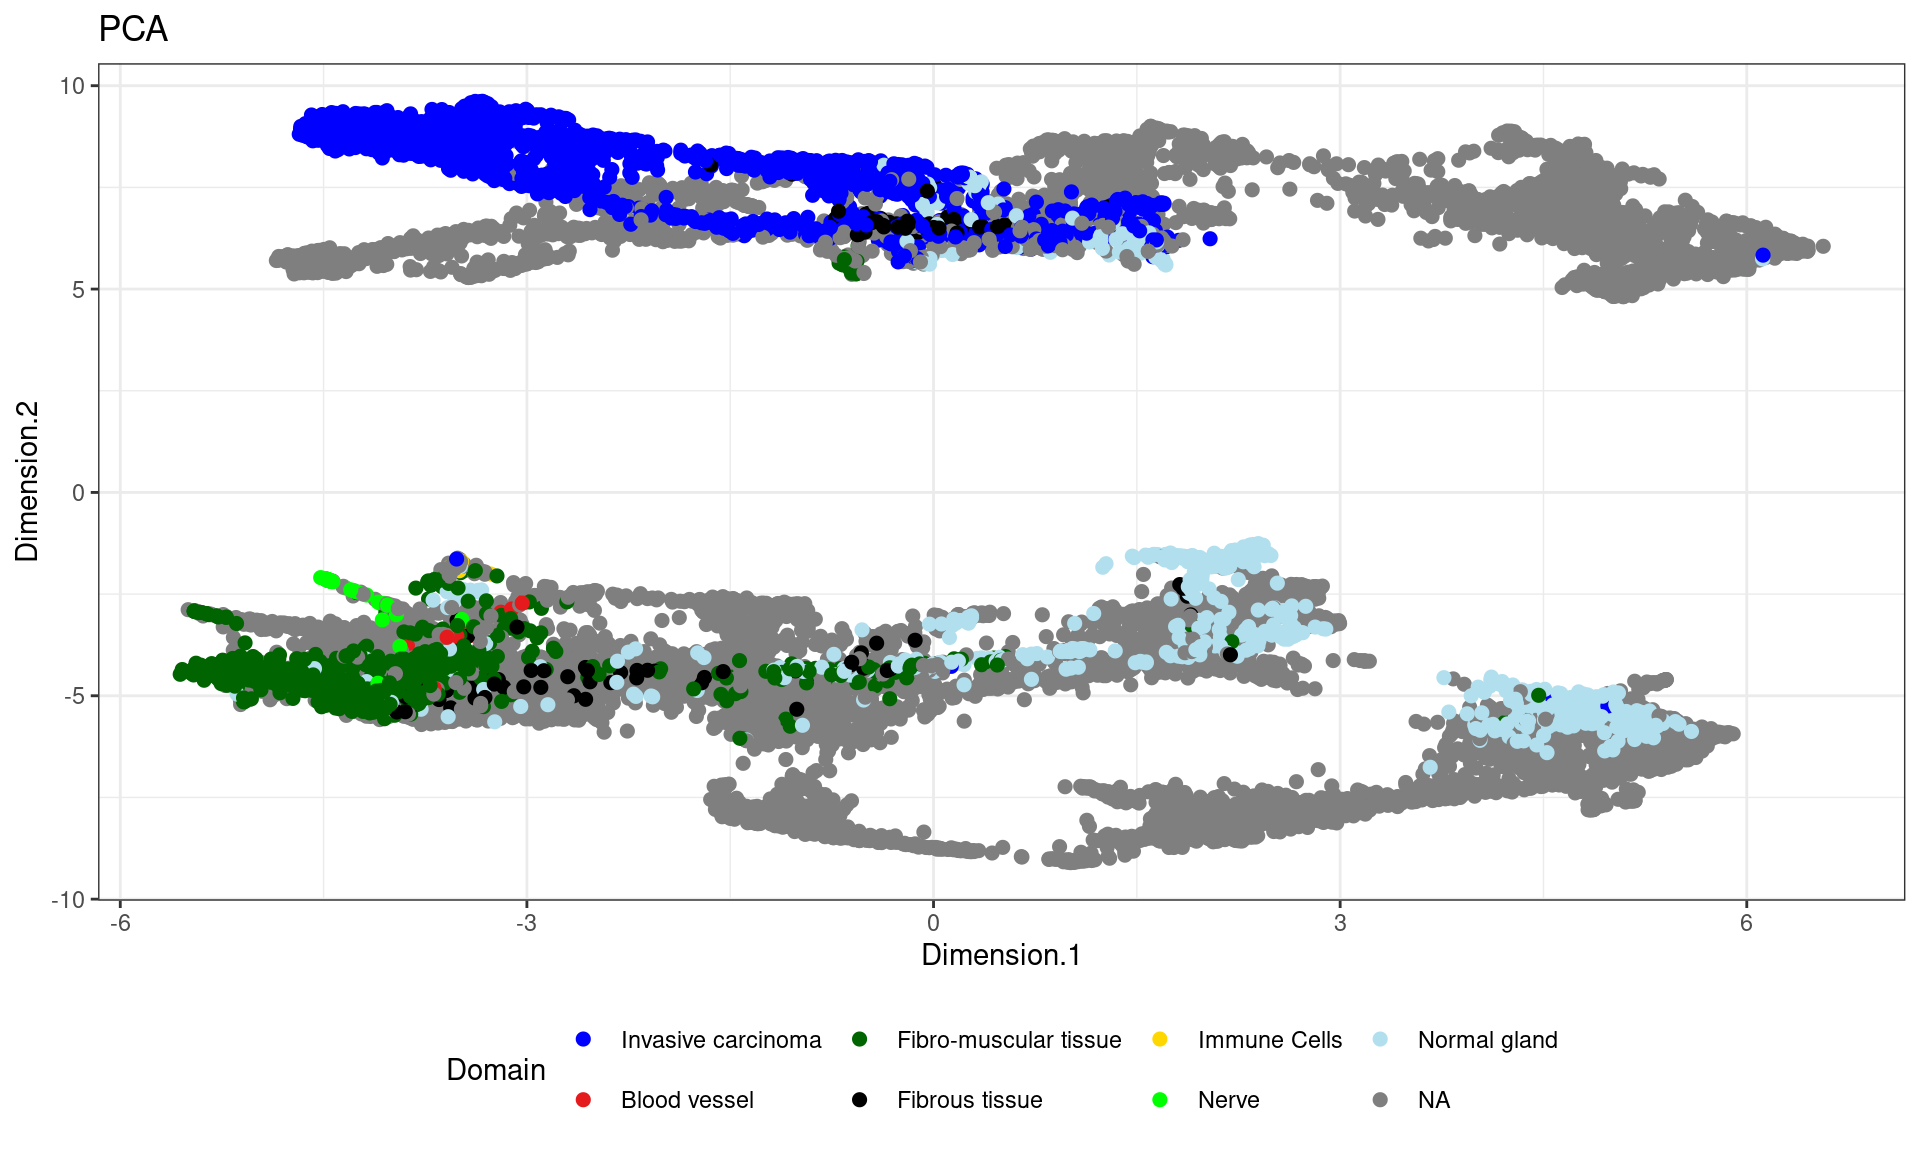 PCA
10
5
0
-5
-10
Dimension.2
-6
-3
0
3
6
Dimension.1
Domain
Invasive carcinoma
Fibro-muscular tissue
Immune Cells
Normal gland
Blood vessel
Fibrous tissue
Nerve
NA